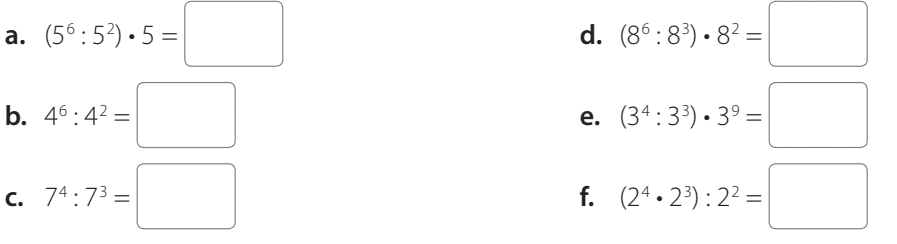 a. (5⁶ : 5²) • 5 =
b. 4⁶ : 4² =
c. 7⁴ : 7³ =
d. (8⁶ : 8³) • 8² =
e. (3⁴ : 3³) • 3⁹ =
f. (2⁴ • 2³) : 2² =